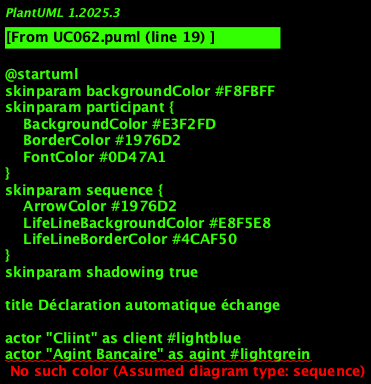 PlantUML 1.2025.3
[From UC062.puml (line 19) ]
@startuml
skinparam backgroundColor #F8FBFF
skinparam participant {
BackgroundColor #E3F2FD
BorderColor #1976D2
FontColor #0D47A1
}
skinparam sequence {
ArrowColor #1976D2
LifeLineBackgroundColor #E8F5E8
LifeLineBorderColor #4CAF50
}
skinparam shadowing true
title Déclaration automatique échange
actor "Cliint" as client #lightblue
actor "Agint Bancaire" as agint #lightgrein
No such color (Assumed diagram type: sequence)